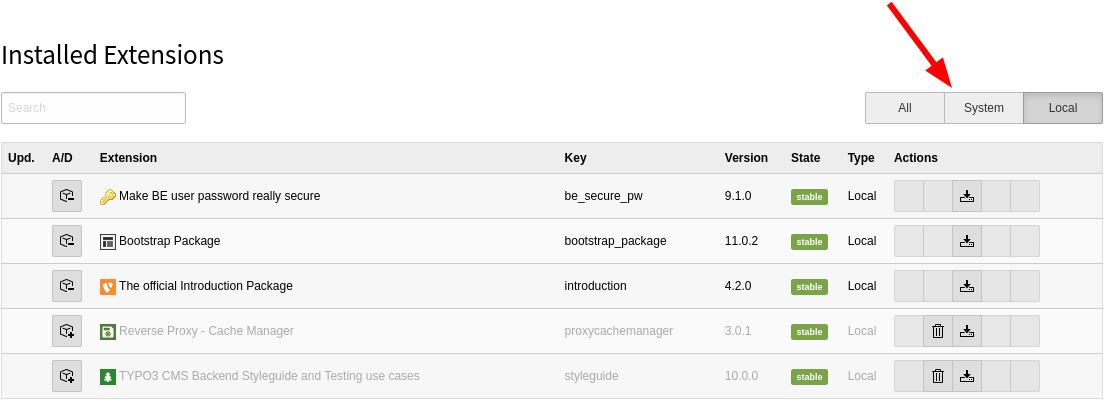 Installed Extensions
Search
All System Local
Upd. A/D Extension Key Version State Type Actions
Make BE user password really secure be_secure_pw 9.1.0 stable Local
Bootstrap Package bootstrap_package 11.0.2 stable Local
The official Introduction Package introduction 4.2.0 stable Local
Reverse Proxy - Cache Manager proxycachemanager 3.0.1 stable Local
TYPO3 CMS Backend Styleguide and Testing use cases styleguide 10.0.0 stable Local